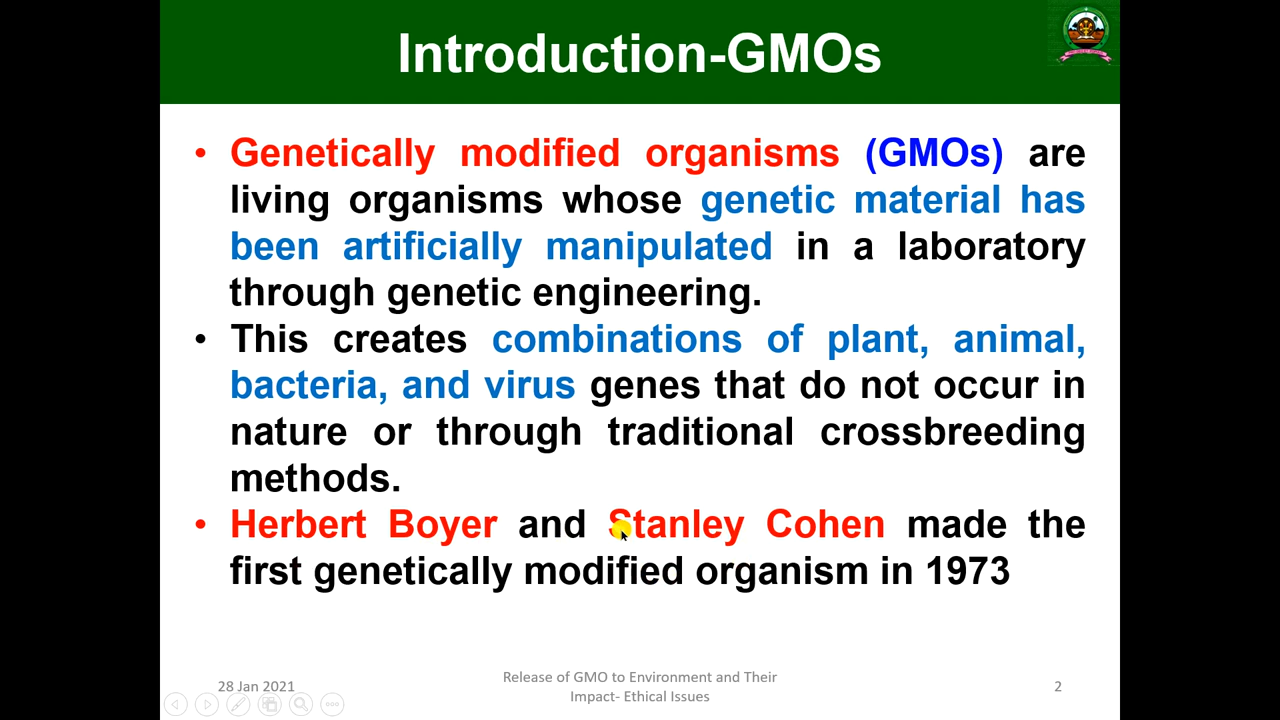 Introduction-GMOs
• Genetically modified organisms (GMOs) are
living organisms whose genetic material has
been artificially manipulated in a laboratory
through genetic engineering.
• This creates combinations of plant, animal,
bacteria, and virus genes that do not occur in
nature or through traditional crossbreeding
methods.
• Herbert Boyer and Stanley Cohen made the
first genetically modified organism in 1973
28 Jan 2021
Release of GMO to Environment and Their
Impact- Ethical Issues
2